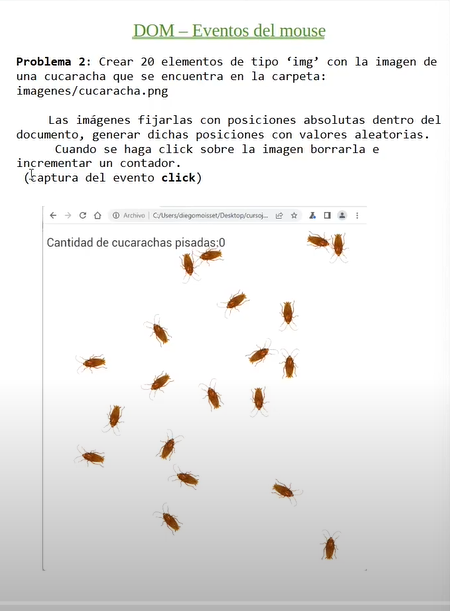 DOM – Eventos del mouse
Problema 2: Crear 20 elementos de tipo ‘img’ con la imagen de
una cucaracha que se encuentra en la carpeta:
imagenes/cucaracha.png
Las imágenes fijarlas con posiciones absolutas dentro del
documento, generar dichas posiciones con valores aleatorias.
Cuando se haga click sobre la imagen borrarla e
incrementar un contador.
(captura del evento click)
Archivo | C:/Users/diegomoisset/Desktop/cursoj...
Cantidad de cucarachas pisadas:0